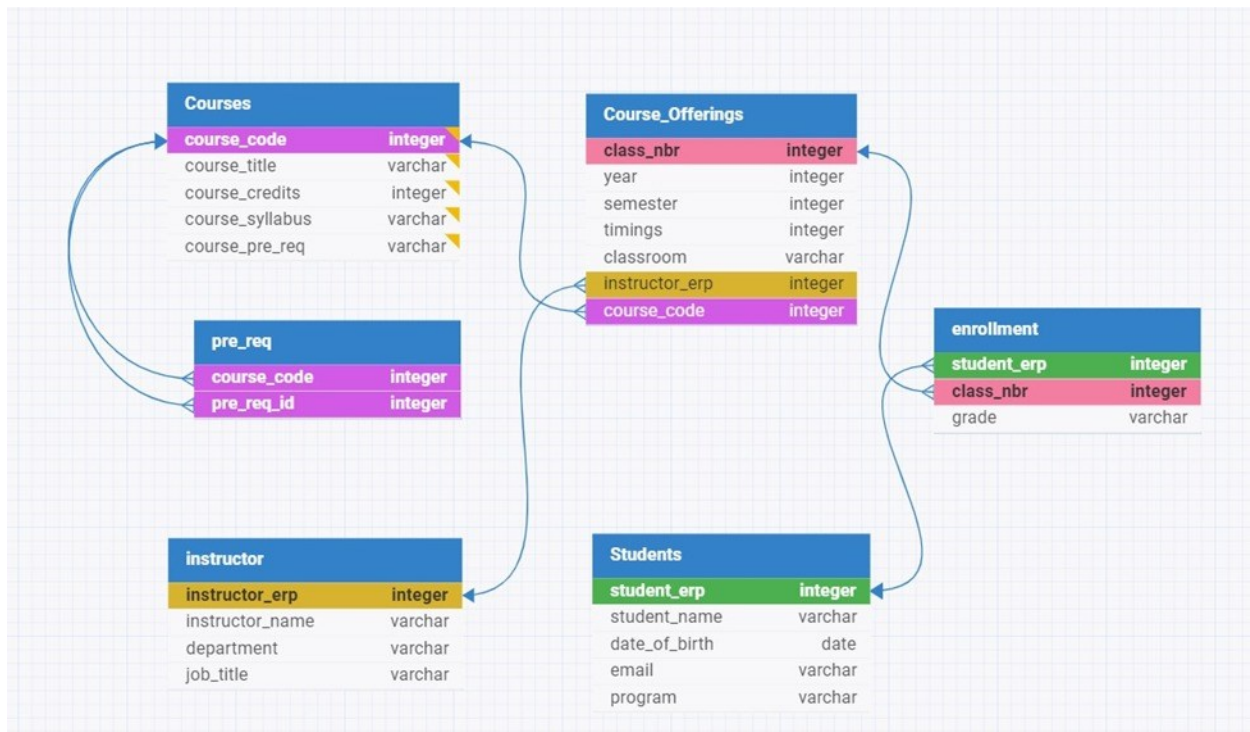 Courses
course_code integer
course_title varchar
course_credits integer
course_syllabus varchar
course_pre_req varchar
pre_req
course_code integer
pre_req_id integer
instructor
instructor_erp integer
instructor_name varchar
department varchar
job_title varchar
Course_Offerings
class_nbr integer
year integer
semester integer
timings integer
classroom varchar
instructor_erp integer
course_code integer
Students
student_erp integer
student_name varchar
date_of_birth date
email varchar
program varchar
enrollment
student_erp integer
class_nbr integer
grade varchar